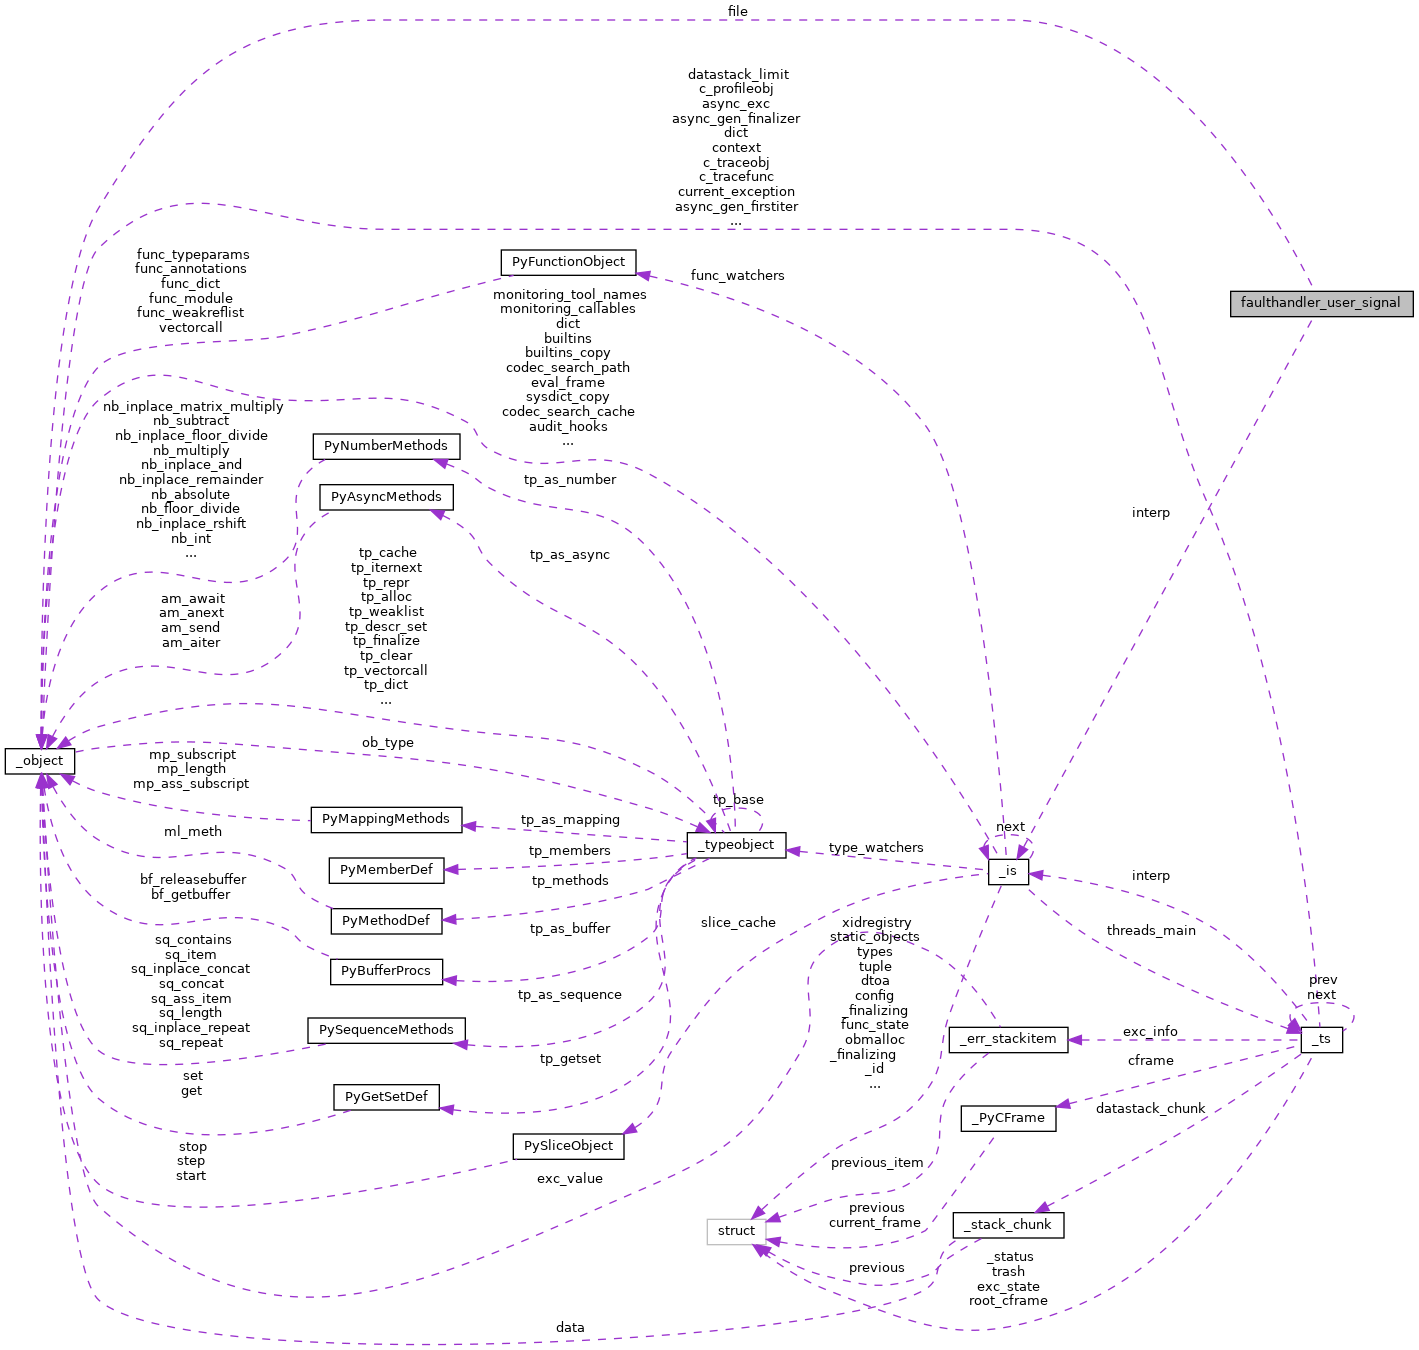 file
datastack_limit
c_profileobj
async_exc
async_gen_finalizer
dict
context
c_traceobj
c_tracefunc
current_exception
async_gen_firstiter
...
func_typeparams
func_annotations
func_dict
func_module
func_weakreflist
vectorcall
PyFunctionObject
func_watchers
faulthandler_user_signal
monitoring_tool_names
monitoring_callables
dict
builtins
builtins_copy
codec_search_path
eval_frame
sysdict_copy
codec_search_cache
audit_hooks
...
nb_inplace_matrix_multiply
nb_subtract
nb_inplace_floor_divide
nb_multiply
nb_inplace_and
nb_inplace_remainder
nb_absolute
nb_floor_divide
nb_inplace_rshift
nb_int
...
PyNumberMethods
tp_as_number
PyAsyncMethods
interp
tp_as_async
am_await
am_anext
am_send
am_aiter
tp_cache
tp_iternext
tp_repr
tp_alloc
tp_weaklist
tp_descr_set
tp_finalize
tp_clear
tp_vectorcall
tp_dict
...
_object
ob_type
mp_subscript
mp_length
mp_ass_subscript
PyMappingMethods
tp_as_mapping
tp_base
_typeobject
type_watchers
next
_is
ml_meth
PyMemberDef
tp_members
interp
bf_releasebuffer
bf_getbuffer
PyMethodDef
tp_methods
slice_cache
threads_main
PyBufferProcs
tp_as_buffer
sq_contains
sq_item
sq_inplace_concat
sq_concat
sq_ass_item
sq_length
sq_inplace_repeat
sq_repeat
PySequenceMethods
tp_as_sequence
xidregistry
static_objects
types
tuple
dtoa
config
_finalizing
func_state
obmalloc
_finalizing
_id
...
prev
next
_ts
_err_stackitem
exc_info
set
get
PyGetSetDef
tp_getset
cframe
_PyCFrame
datastack_chunk
stop
step
start
PySliceObject
exc_value
previous_item
struct
previous
current_frame
_stack_chunk
previous
_status
trash
exc_state
root_cframe
data